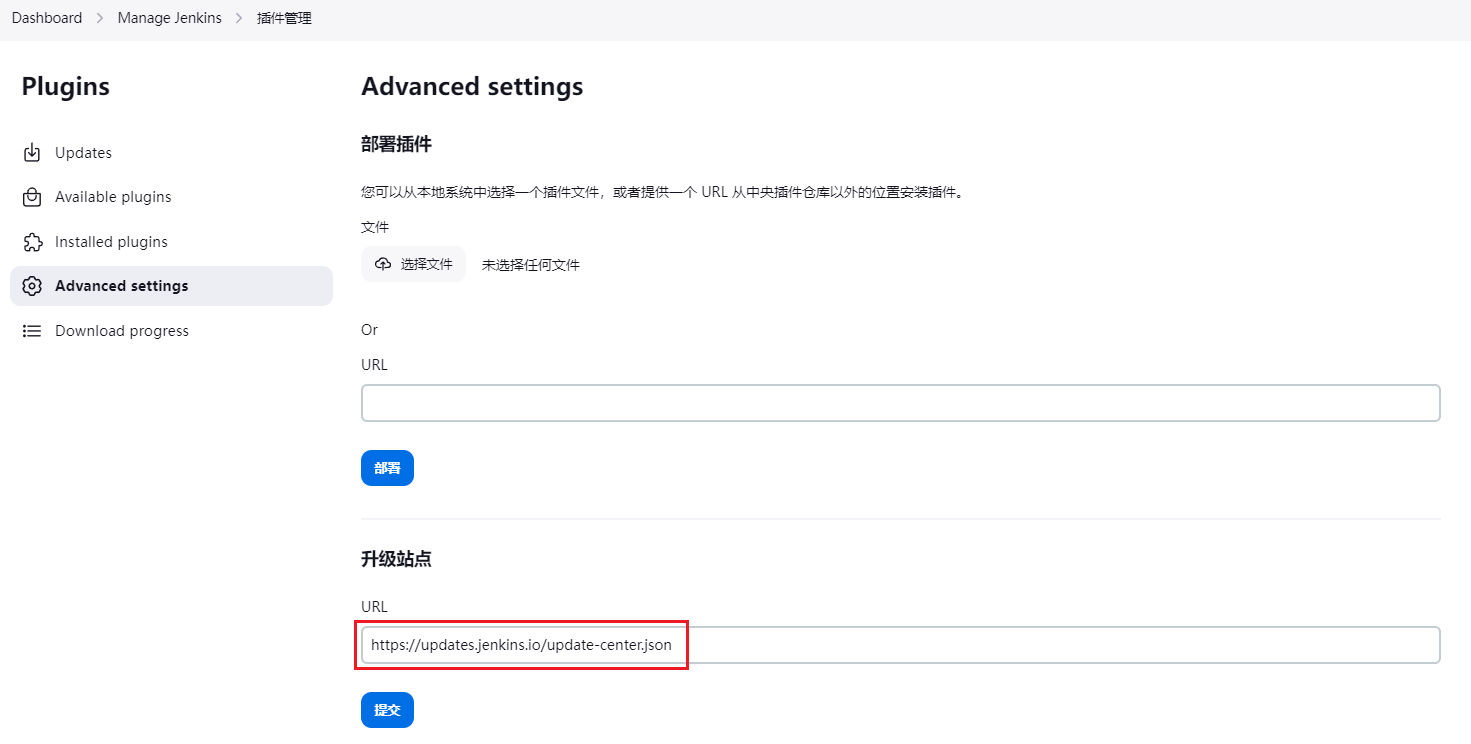 Dashboard > Manage Jenkins > 插件管理
Plugins
Updates
Available plugins
Installed plugins
Advanced settings
Download progress
Advanced settings
部署插件
您可以从本地系统中选择一个插件文件，或者提供一个 URL 从中央插件仓库以外的位置安装插件。
文件
选择文件 未选择任何文件
Or
URL
部署
升级站点
URL
https://updates.jenkins.io/update-center.json
提交